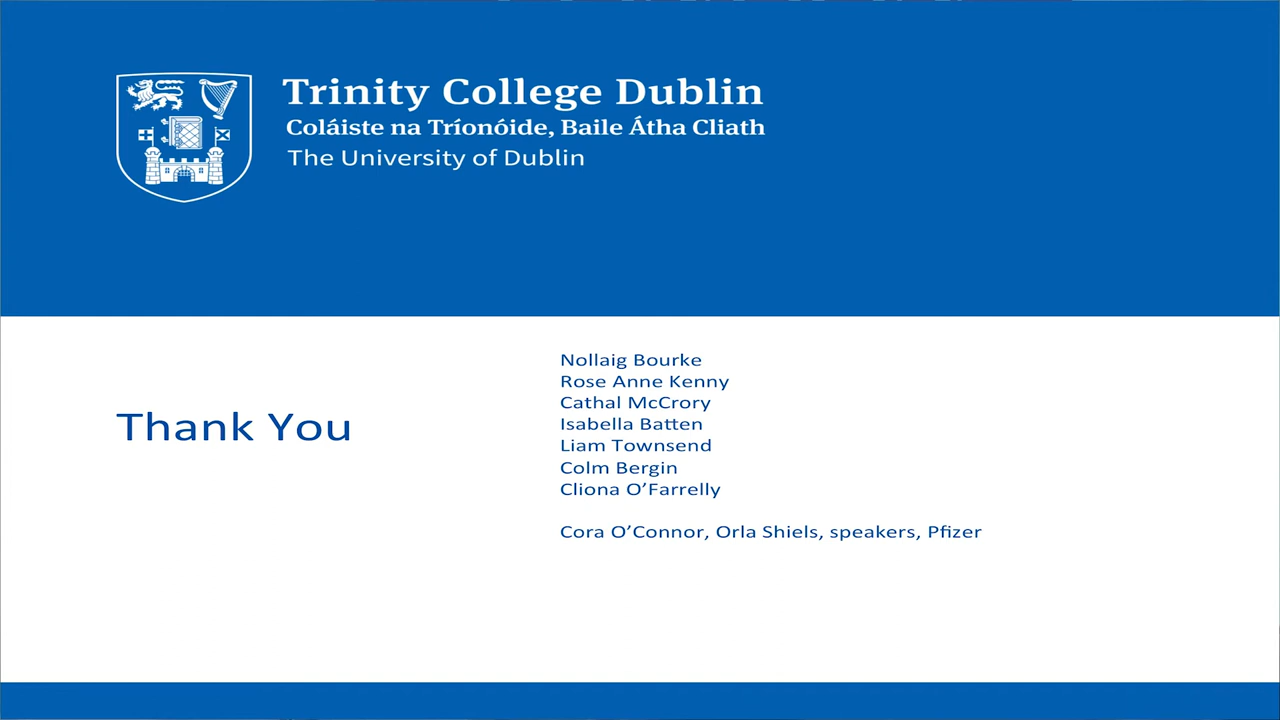 Trinity College Dublin
Coláiste na Tríonóide, Baile Átha Cliath
The University of Dublin
Thank You
Nollaig Bourke
Rose Anne Kenny
Cathal McCrory
Isabella Batten
Liam Townsend
Colm Bergin
Cliona O’Farrelly
Cora O’Connor, Orla Shiels, speakers, Pfizer